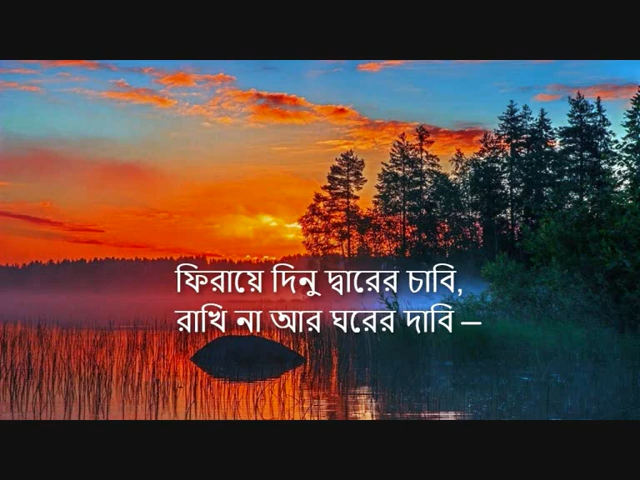 ফিরায়ে দিনু দ্বারের চাবি,
রাখি না আর ঘরের দাবি —